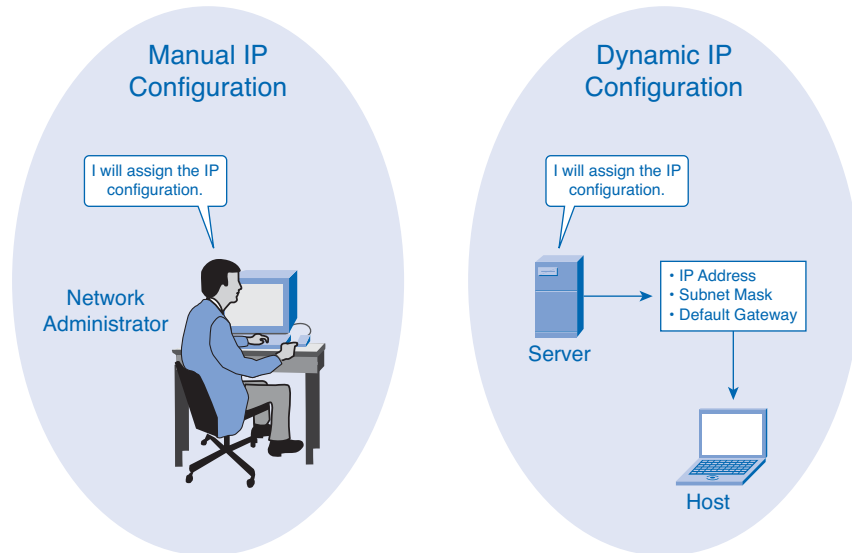 Manual IP
Configuration
I will assign the IP
configuration.
Network
Administrator
Dynamic IP
Configuration
I will assign the IP
configuration.
• IP Address
• Subnet Mask
• Default Gateway
Server
Host